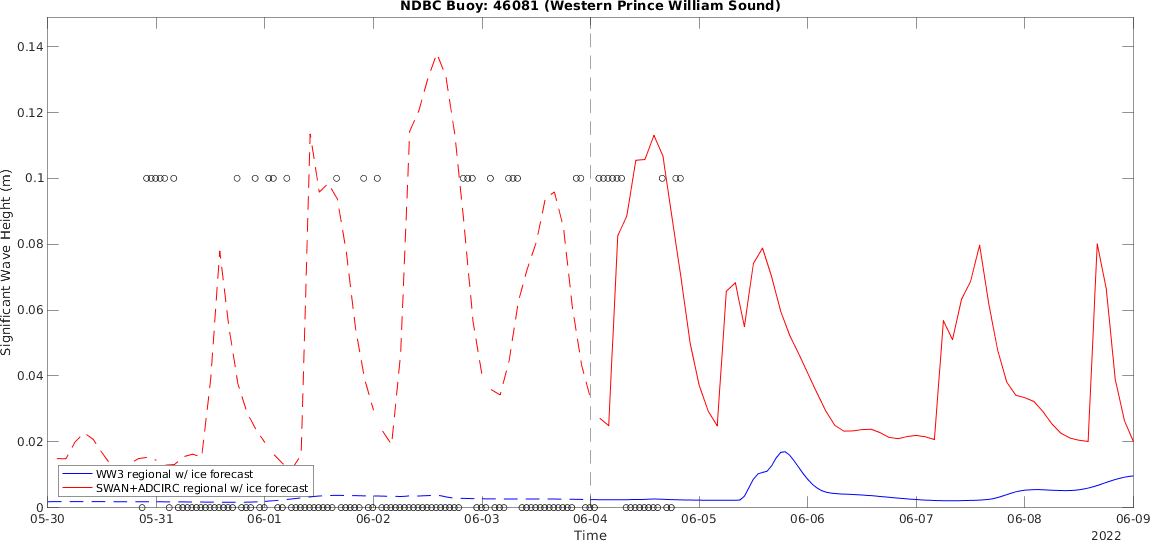 NDBC Buoy: 46081 (Western Prince William Sound)
Significant Wave Height (m)
0.14
0.12
0.1
0.08
0.06
0.04
0.02
0
WW3 regional w/ ice forecast
SWAN+ADCIRC regional w/ ice forecast
05-30 05-31 06-01 06-02 06-03 06-04 06-05 06-06 06-07 06-08 06-09
Time
2022